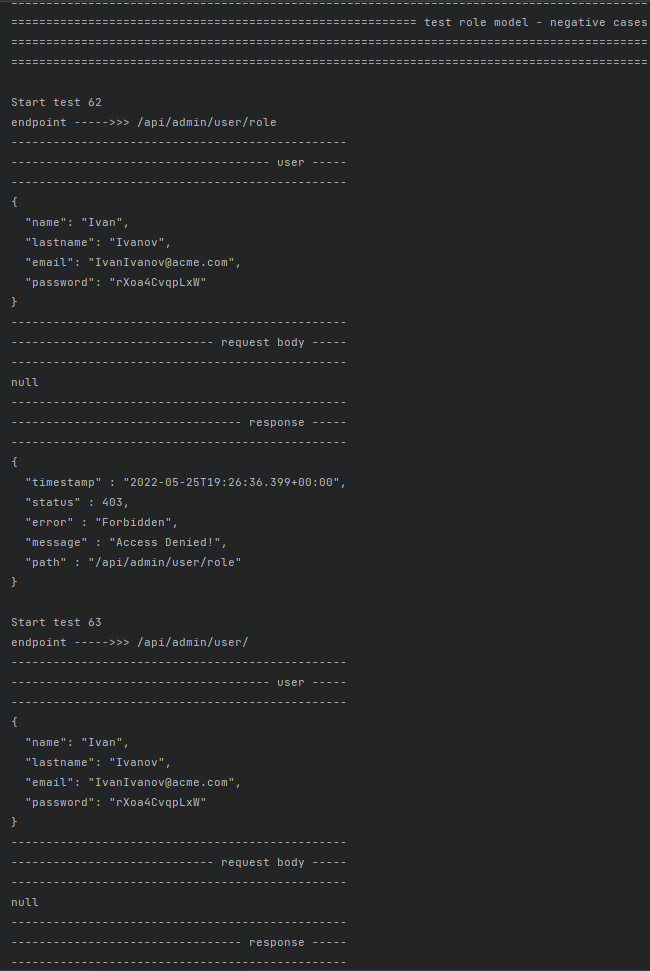 ===========================================================================================
========================================================== test role model - negative cases
===========================================================================================
===========================================================================================
Start test 62
endpoint ----->>> /api/admin/user/role
------------------------------------------------
------------------------------------- user -----
------------------------------------------------
{
"name": "Ivan",
"lastname": "Ivanov",
"email": "IvanIvanov@acme.com",
"password": "rXoa4CvqpLxW"
}
------------------------------------------------
----------------------------- request body -----
------------------------------------------------
null
------------------------------------------------
--------------------------------- response -----
------------------------------------------------
{
"timestamp" : "2022-05-25T19:26:36.399+00:00",
"status" : 403,
"error" : "Forbidden",
"message" : "Access Denied!",
"path" : "/api/admin/user/role"
}
Start test 63
endpoint ----->>> /api/admin/user/
------------------------------------------------
------------------------------------- user -----
------------------------------------------------
{
"name": "Ivan",
"lastname": "Ivanov",
"email": "IvanIvanov@acme.com",
"password": "rXoa4CvqpLxW"
}
------------------------------------------------
----------------------------- request body -----
------------------------------------------------
null
------------------------------------------------
--------------------------------- response -----
------------------------------------------------